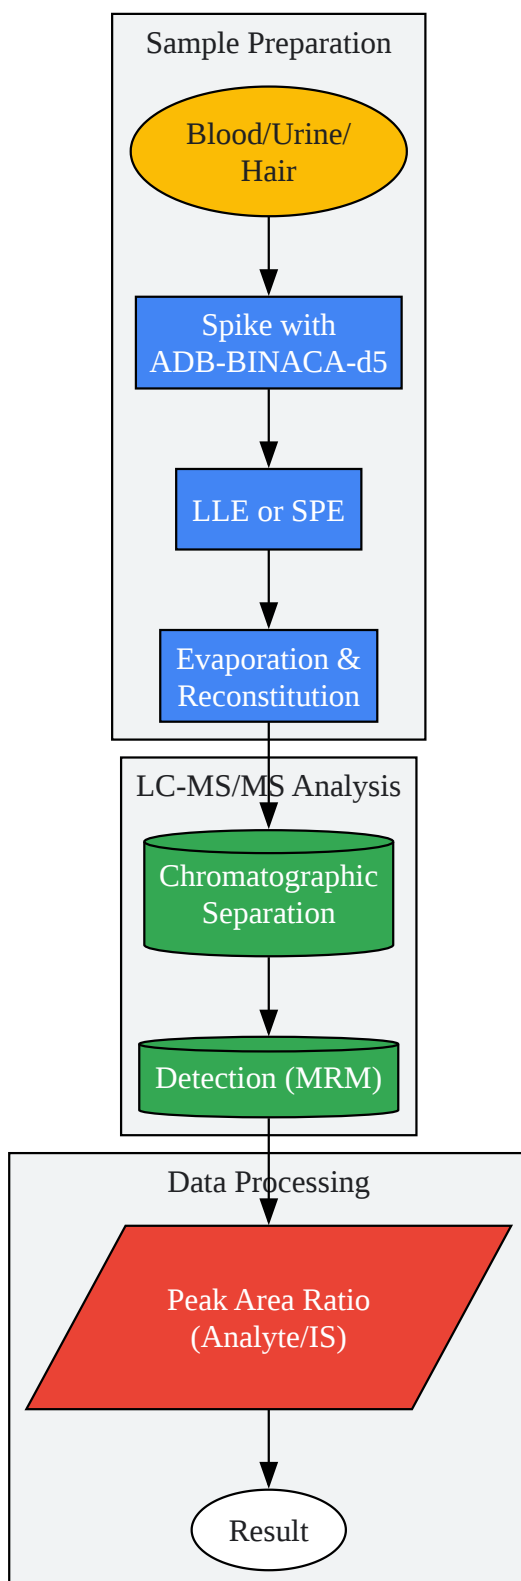 Sample Preparation
Blood/Urine/
Hair
Spike with
ADB-BINACA-d5
LLE or SPE
Evaporation &
Reconstitution
LC-MS/MS Analysis
Chromatographic
Separation
Detection (MRM)
Data Processing
Peak Area Ratio
(Analyte/IS)
Result